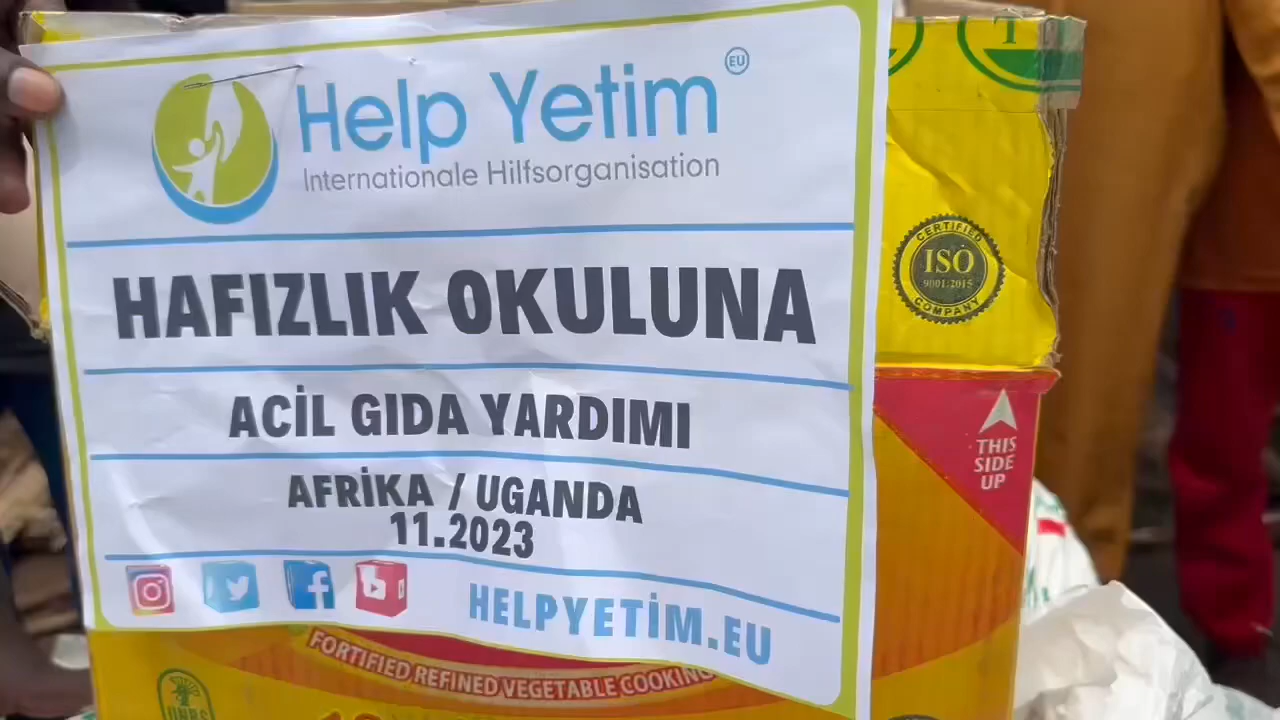 Help Yetim EU
Internationale Hilfsorganisation
HAFIZLIK OKULUNA
ACİL GIDA YARDIMI
AFRİKA / UGANDA
11.2023
HELPYETİM.EU
CERTIFIED
ISO
9001:2015
COMPANY
THIS
SIDE
UP
FORTIFIED REFINED VEGETABLE COOKING